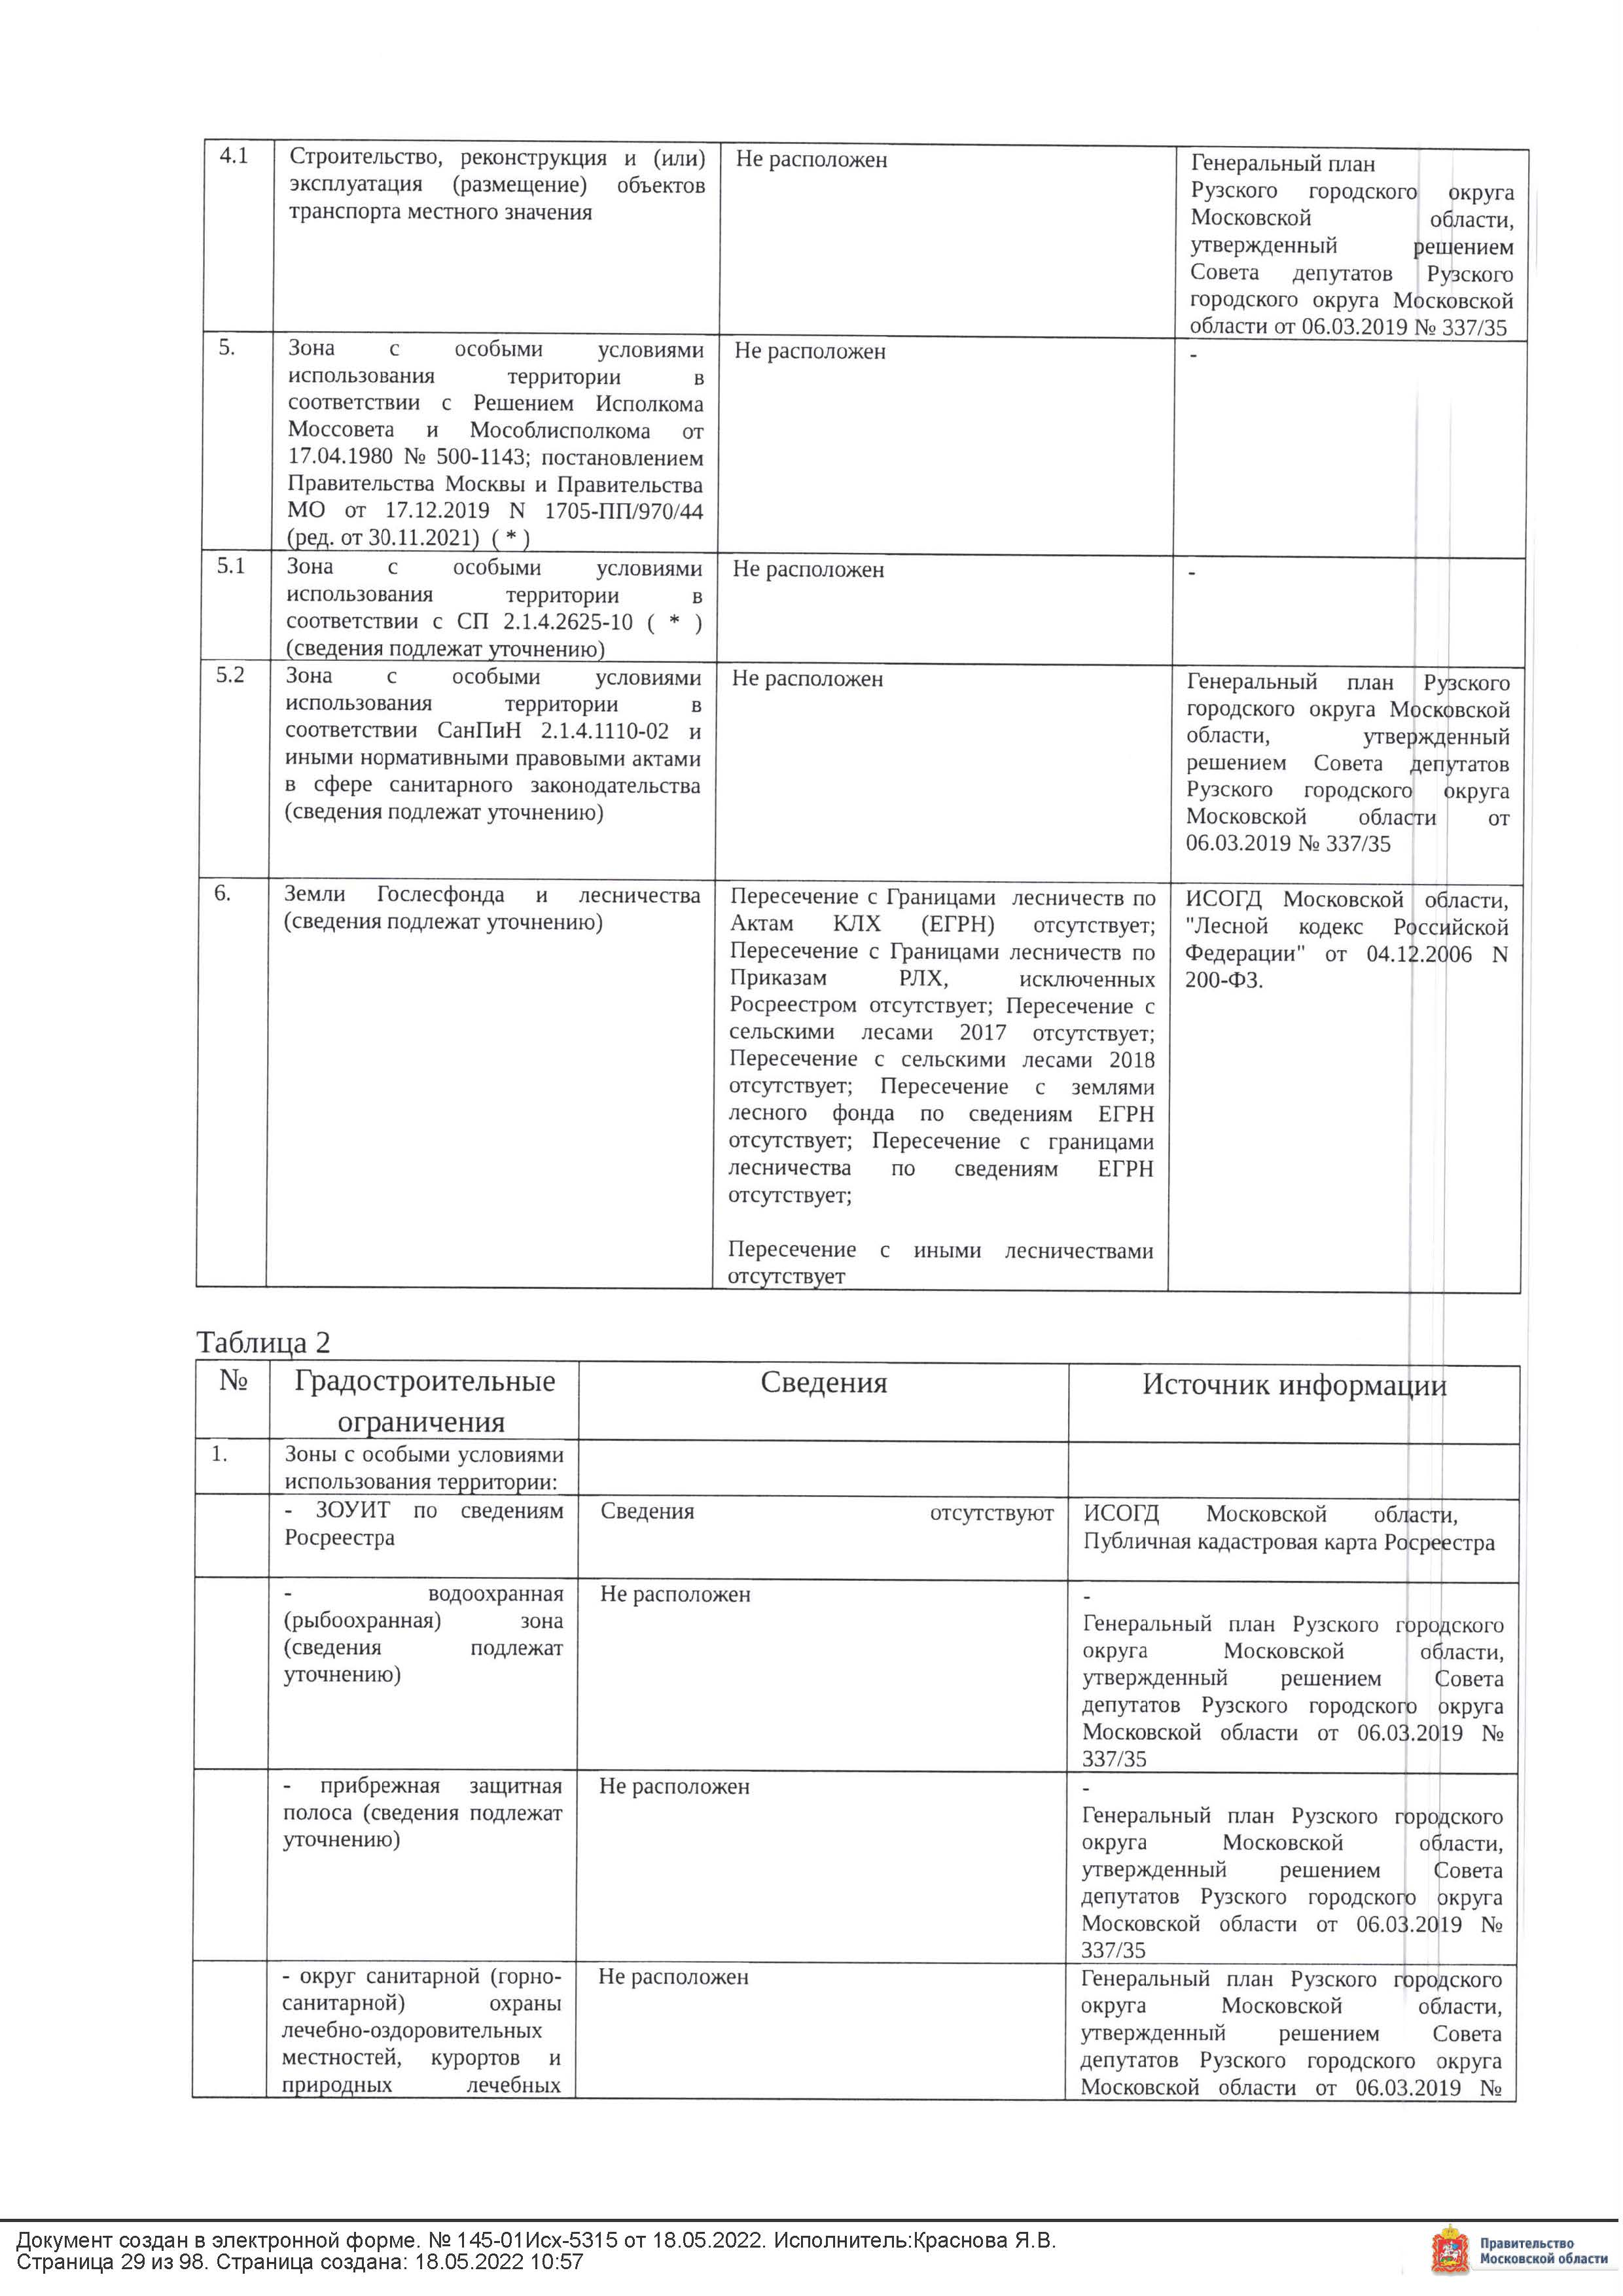 4.1
Строительство, реконструкция и (или)
эксплуатация (размещение) объектов
транспорта местного значения
Не расположен
Генеральный план
Рузского городского округа
Московской области,
утвержденный решением
Совета депутатов Рузского
городского округа Московской
области от 06.03.2019 № 337/35
5.
Зона с особыми условиями
использования территории в
соответствии с Решением Исполкома
Моссовета и Мособлисполкома от
17.04.1980 № 500-1143; постановлением
Правительства Москвы и Правительства
МО от 17.12.2019 N 1705-ПП/970/44
(ред. от 30.11.2021) ( * )
Не расположен
-
5.1
Зона с особыми условиями
использования территории в
соответствии с СП 2.1.4.2625-10 ( * )
(сведения подлежат уточнению)
Не расположен
-
5.2
Зона с особыми условиями
использования территории в
соответствии СанПиН 2.1.4.1110-02 и
иными нормативными правовыми актами
в сфере санитарного законодательства
(сведения подлежат уточнению)
Не расположен
Генеральный план Рузского
городского округа Московской
области, утвержденный
решением Совета депутатов
Рузского городского округа
Московской области от
06.03.2019 № 337/35
6.
Земли Гослесфонда и лесничества
(сведения подлежат уточнению)
Пересечение с Границами лесничеств по
Актам КЛХ (ЕГРН) отсутствует;
Пересечение с Границами лесничеств по
Приказам РЛХ, исключенных
Росреестром отсутствует; Пересечение с
сельскими лесами 2017 отсутствует;
Пересечение с сельскими лесами 2018
отсутствует; Пересечение с землями
лесного фонда по сведениям ЕГРН
отсутствует; Пересечение с границами
лесничества по сведениям ЕГРН
отсутствует;
Пересечение с иными лесничествами
отсутствует
ИСОГД Московской области,
"Лесной кодекс Российской
Федерации" от 04.12.2006 N
200-ФЗ.
Таблица 2
№
Градостроительные
ограничения
Сведения
Источник информации
1.
Зоны с особыми условиями
использования территории:
- ЗОУИТ по сведениям
Росреестра
Сведения отсутствуют
ИСОГД Московской области,
Публичная кадастровая карта Росреестра
- водоохранная
(рыбоохранная) зона
(сведения подлежат
уточнению)
Не расположен
-
Генеральный план Рузского городского
округа Московской области,
утвержденный решением Совета
депутатов Рузского городского округа
Московской области от 06.03.2019 №
337/35
- прибрежная защитная
полоса (сведения подлежат
уточнению)
Не расположен
-
Генеральный план Рузского городского
округа Московской области,
утвержденный решением Совета
депутатов Рузского городского округа
Московской области от 06.03.2019 №
337/35
- округ санитарной (горно-
санитарной) охраны
лечебно-оздоровительных
местностей, курортов и
природных лечебных
Не расположен
Генеральный план Рузского городского
округа Московской области,
утвержденный решением Совета
депутатов Рузского городского округа
Московской области от 06.03.2019 №
Документ создан в электронной форме. № 145-01Исх-5315 от 18.05.2022. Исполнитель:Краснова Я.В.
Страница 29 из 98. Страница создана: 18.05.2022 10:57
Правительство
Московской области